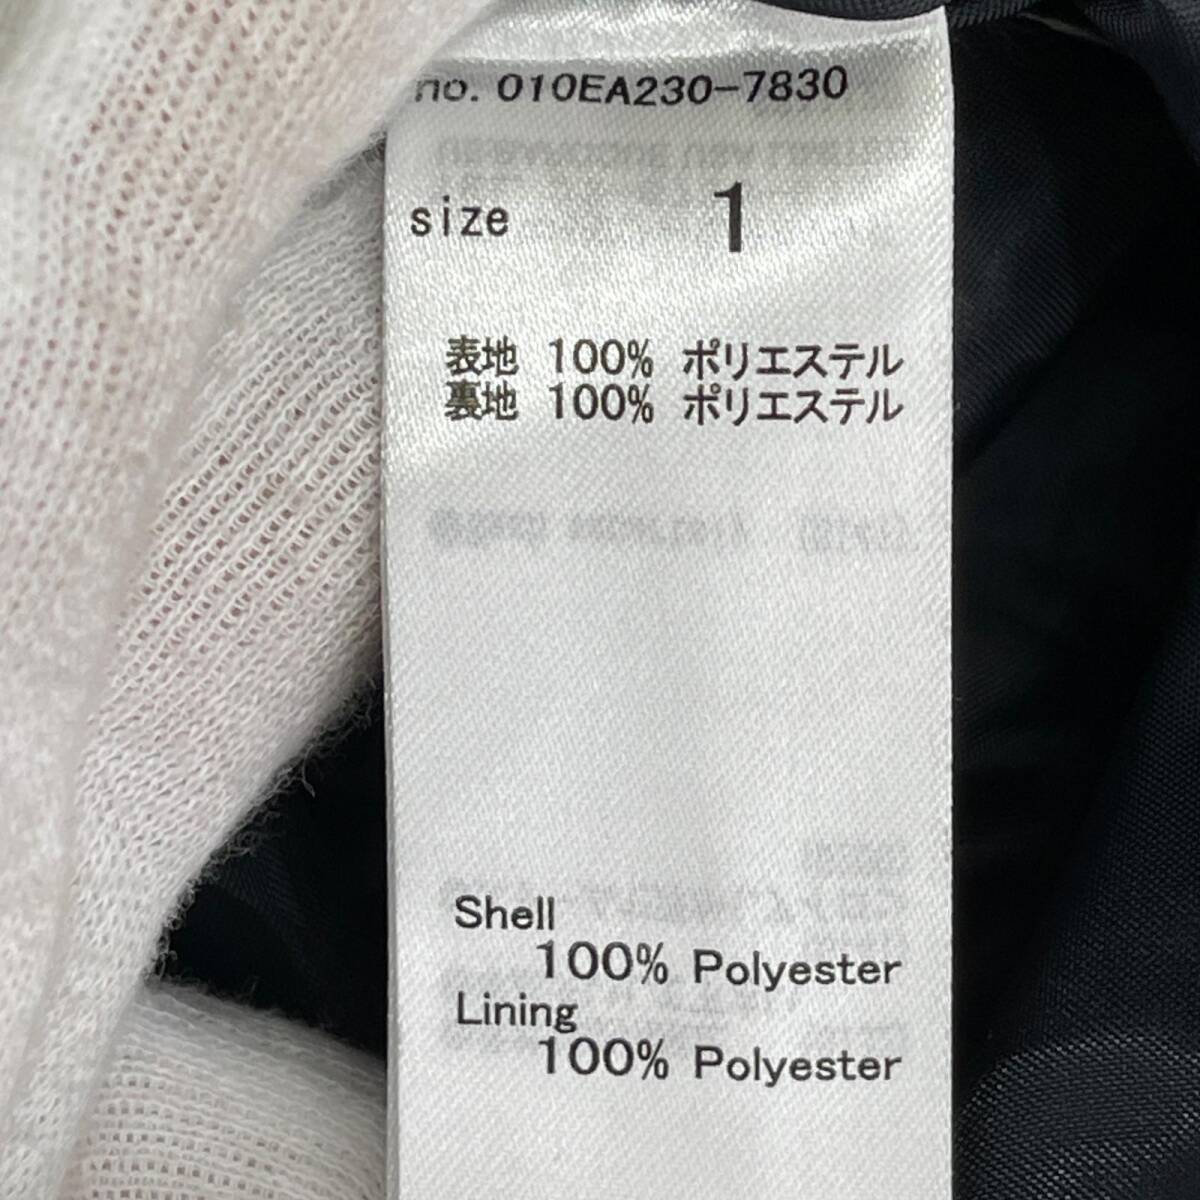 no. 010EA230-7830
size 1
表地 100% ポリエステル
裏地 100% ポリエステル
Shell
100% Polyester
Lining
100% Polyester